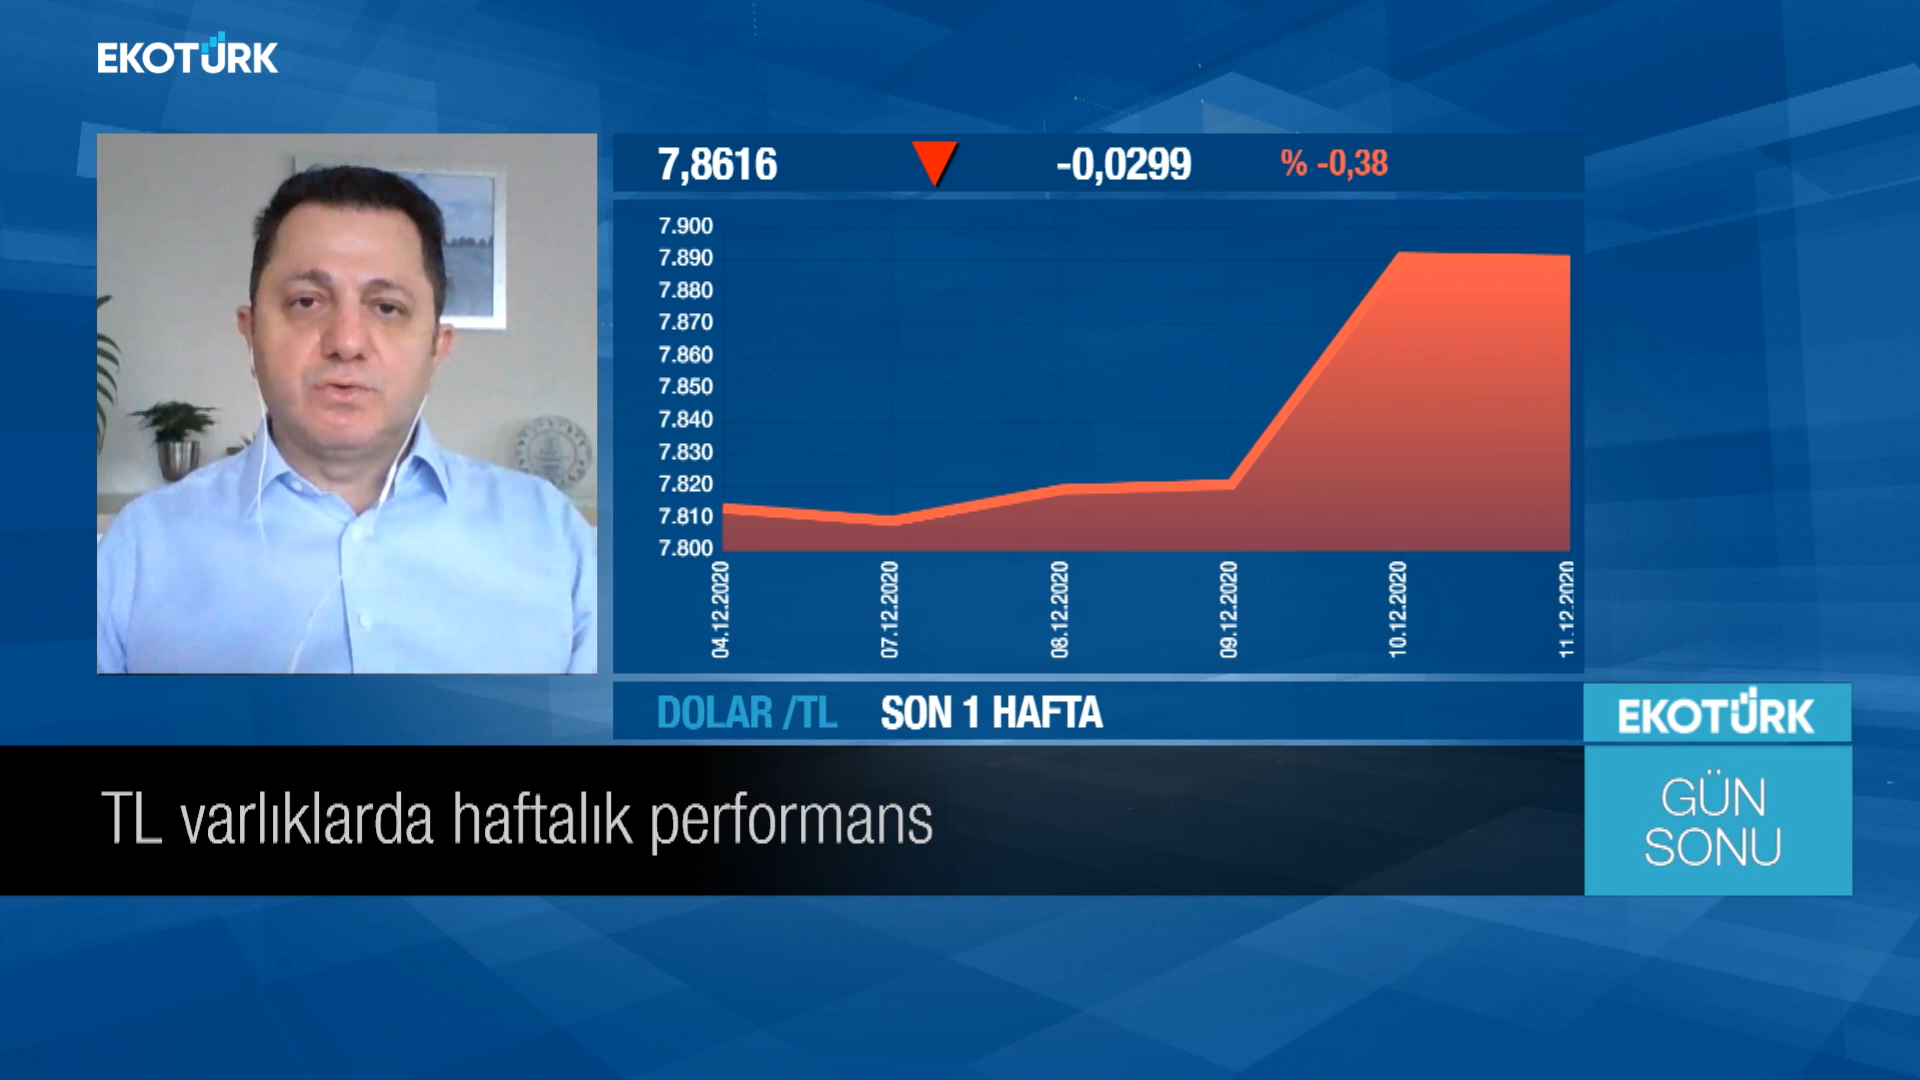 EKOTÜRK
7,8616 -0,0299 % -0,38
7.900
7.890
7.880
7.870
7.860
7.850
7.840
7.830
7.820
7.810
7.800
04.12.2020
07.12.2020
08.12.2020
09.12.2020
10.12.2020
11.12.2020
DOLAR /TL SON 1 HAFTA
EKOTÜRK
TL varlıklarda haftalık performans
GÜN
SONU